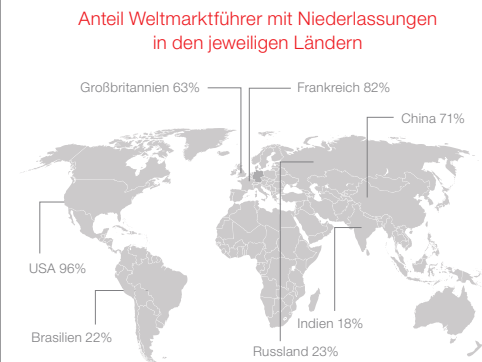 Anteil Weltmarktführer mit Niederlassungen
in den jeweiligen Ländern
Großbritannien 63%
Frankreich 82%
China 71%
USA 96%
Brasilien 22%
Indien 18%
Russland 23%